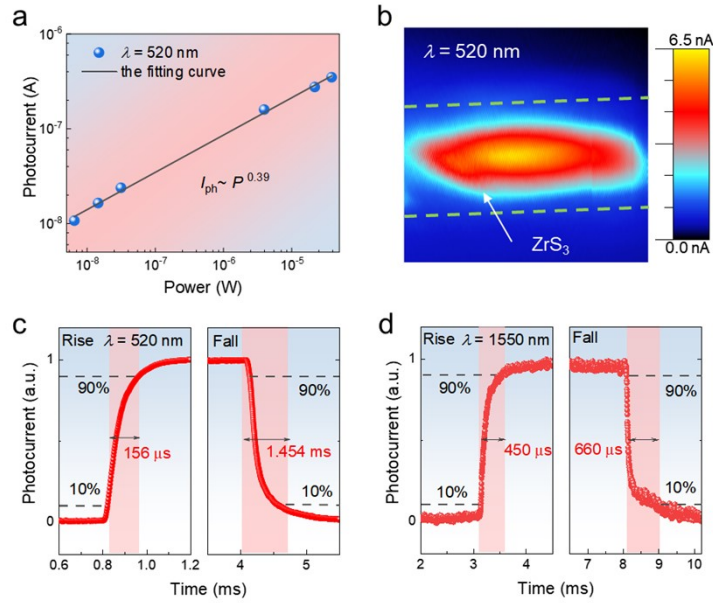 a
10⁻⁶
10⁻⁷
10⁻⁸
Photocurrent (A)
λ = 520 nm
the fitting curve
Iph~ P^0.39
10⁻⁸ 10⁻⁷ 10⁻⁶ 10⁻⁵
Power (W)
b
λ = 520 nm
ZrS₃
6.5 nA
0.0 nA
c
Photocurrent (a.u.)
1
0
Rise λ = 520 nm
90%
156 μs
10%
0.6 0.8 1.0 1.2
Fall
90%
1.454 ms
10%
4 5
Time (ms)
d
Photocurrent (a.u.)
1
0
Rise λ = 1550 nm
90%
450 μs
10%
2 3 4
Fall
90%
660 μs
10%
7 8 9 10
Time (ms)